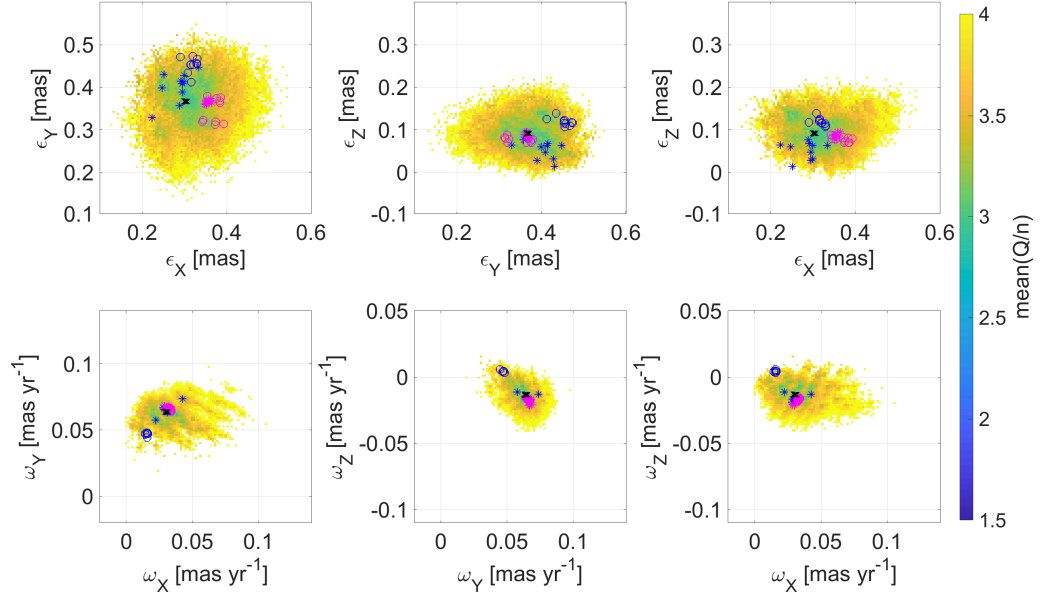 0.5
0.4
0.3
0.2
0.1
0.2 0.4 0.6
ϵ_Y [mas]
ϵ_X [mas]
0.3
0.2
0.1
0
-0.1
0.2 0.4 0.6
ϵ_Z [mas]
ϵ_Y [mas]
0.3
0.2
0.1
0
-0.1
0.2 0.4 0.6
ϵ_Z [mas]
ϵ_X [mas]
0.1
0.05
0
0 0.05 0.1
ω_Y [mas yr⁻¹]
ω_X [mas yr⁻¹]
0.05
0
-0.05
-0.1
0 0.05 0.1
ω_Z [mas yr⁻¹]
ω_Y [mas yr⁻¹]
0.05
0
-0.05
-0.1
0 0.05 0.1
ω_Z [mas yr⁻¹]
ω_X [mas yr⁻¹]
4
3.5
3
2.5
2
1.5
mean(Q/n)